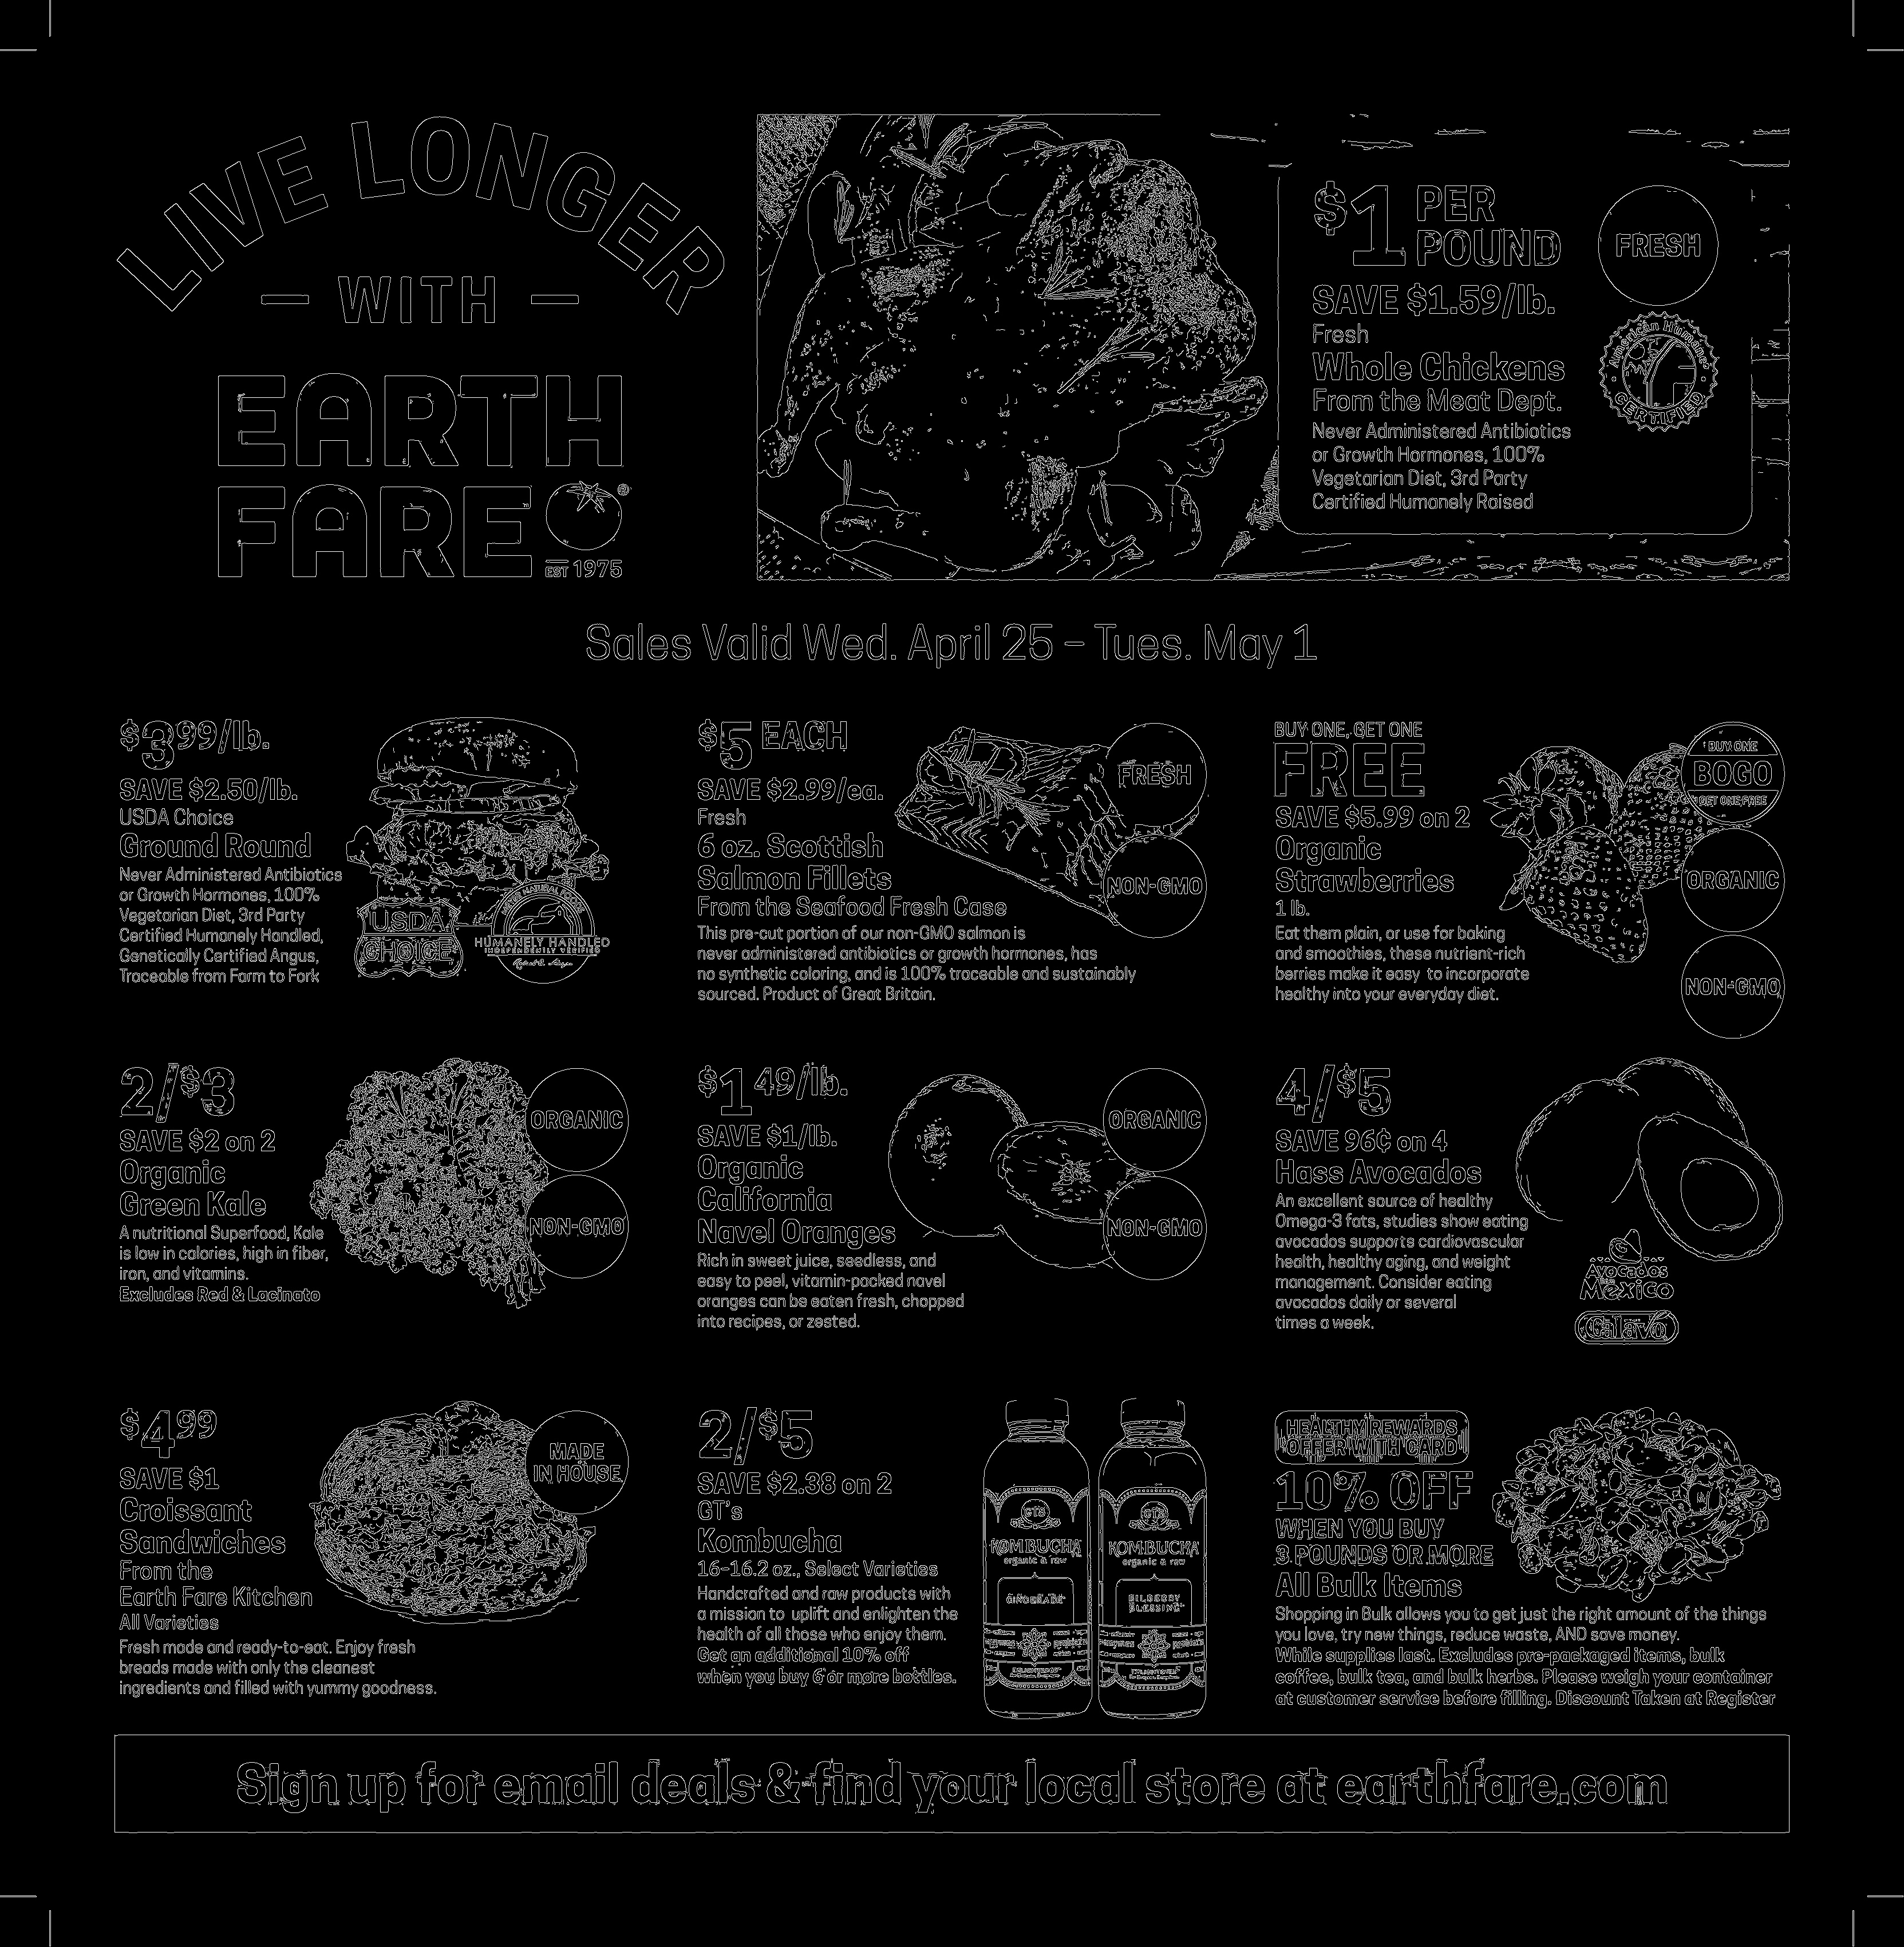 LIVE LONGER
— WITH —
EARTH
FARE®
EST 1975
$1 PER
POUND
SAVE $1.59/lb.
Fresh
Whole Chickens
From the Meat Dept.
Never Administered Antibiotics
or Growth Hormones, 100%
Vegetarian Diet, 3rd Party
Certified Humanely Raised
FRESH
American Humane
CERTIFIED
Sales Valid Wed. April 25 – Tues. May 1
$3 99/lb.
SAVE $2.50/lb.
USDA Choice
Ground Round
Never Administered Antibiotics
or Growth Hormones, 100%
Vegetarian Diet, 3rd Party
Certified Humanely Handled,
Genetically Certified Angus,
Traceable from Farm to Fork
USDA
CHOICE
HUMANELY HANDLED
INDEPENDENTLY VERIFIED
$5 EACH
SAVE $2.99/ea.
Fresh
6 oz. Scottish
Salmon Fillets
From the Seafood Fresh Case
This pre-cut portion of our non-GMO salmon is
never administered antibiotics or growth hormones, has
no synthetic coloring, and is 100% traceable and sustainably
sourced. Product of Great Britain.
FRESH
NON-GMO
BUY ONE, GET ONE
FREE
SAVE $5.99 on 2
Organic
Strawberries
1 lb.
Eat them plain, or use for baking
and smoothies, these nutrient-rich
berries make it easy to incorporate
healthy into your everyday diet.
BUY ONE
BOGO
GET ONE FREE
ORGANIC
NON-GMO
2/$3
SAVE $2 on 2
Organic
Green Kale
A nutritional Superfood, Kale
is low in calories, high in fiber,
iron, and vitamins.
Excludes Red & Lacinato
ORGANIC
NON-GMO
$1 49/lb.
SAVE $1/lb.
Organic
California
Navel Oranges
Rich in sweet juice, seedless, and
easy to peel, vitamin-packed navel
oranges can be eaten fresh, chopped
into recipes, or zested.
ORGANIC
NON-GMO
4/$5
SAVE 96¢ on 4
Hass Avocados
An excellent source of healthy
Omega-3 fats, studies show eating
avocados supports cardiovascular
health, healthy aging, and weight
management. Consider eating
avocados daily or several
times a week.
Avocados
Mexico
Calavo
$4 99
SAVE $1
Croissant
Sandwiches
From the
Earth Fare Kitchen
All Varieties
Fresh made and ready-to-eat. Enjoy fresh
breads made with only the cleanest
ingredients and filled with yummy goodness.
MADE
IN HOUSE
2/$5
SAVE $2.38 on 2
GT's
Kombucha
16-16.2 oz., Select Varieties
Handcrafted and raw products with
a mission to uplift and enlighten the
health of all those who enjoy them.
Get an additional 10% off
when you buy 6 or more bottles.
GTS
KOMBUCHA
organic & raw
GINGERADE
GTS
KOMBUCHA
organic & raw
BILBERRY
BLESSING
HEALTHY REWARDS
OFFER WITH CARD
10% OFF
WHEN YOU BUY
3 POUNDS OR MORE
All Bulk Items
Shopping in Bulk allows you to get just the right amount of the things
you love, try new things, reduce waste, AND save money.
While supplies last. Excludes pre-packaged items, bulk
coffee, bulk tea, and bulk herbs. Please weigh your container
at customer service before filling. Discount Taken at Register
Sign up for email deals & find your local store at earthfare.com